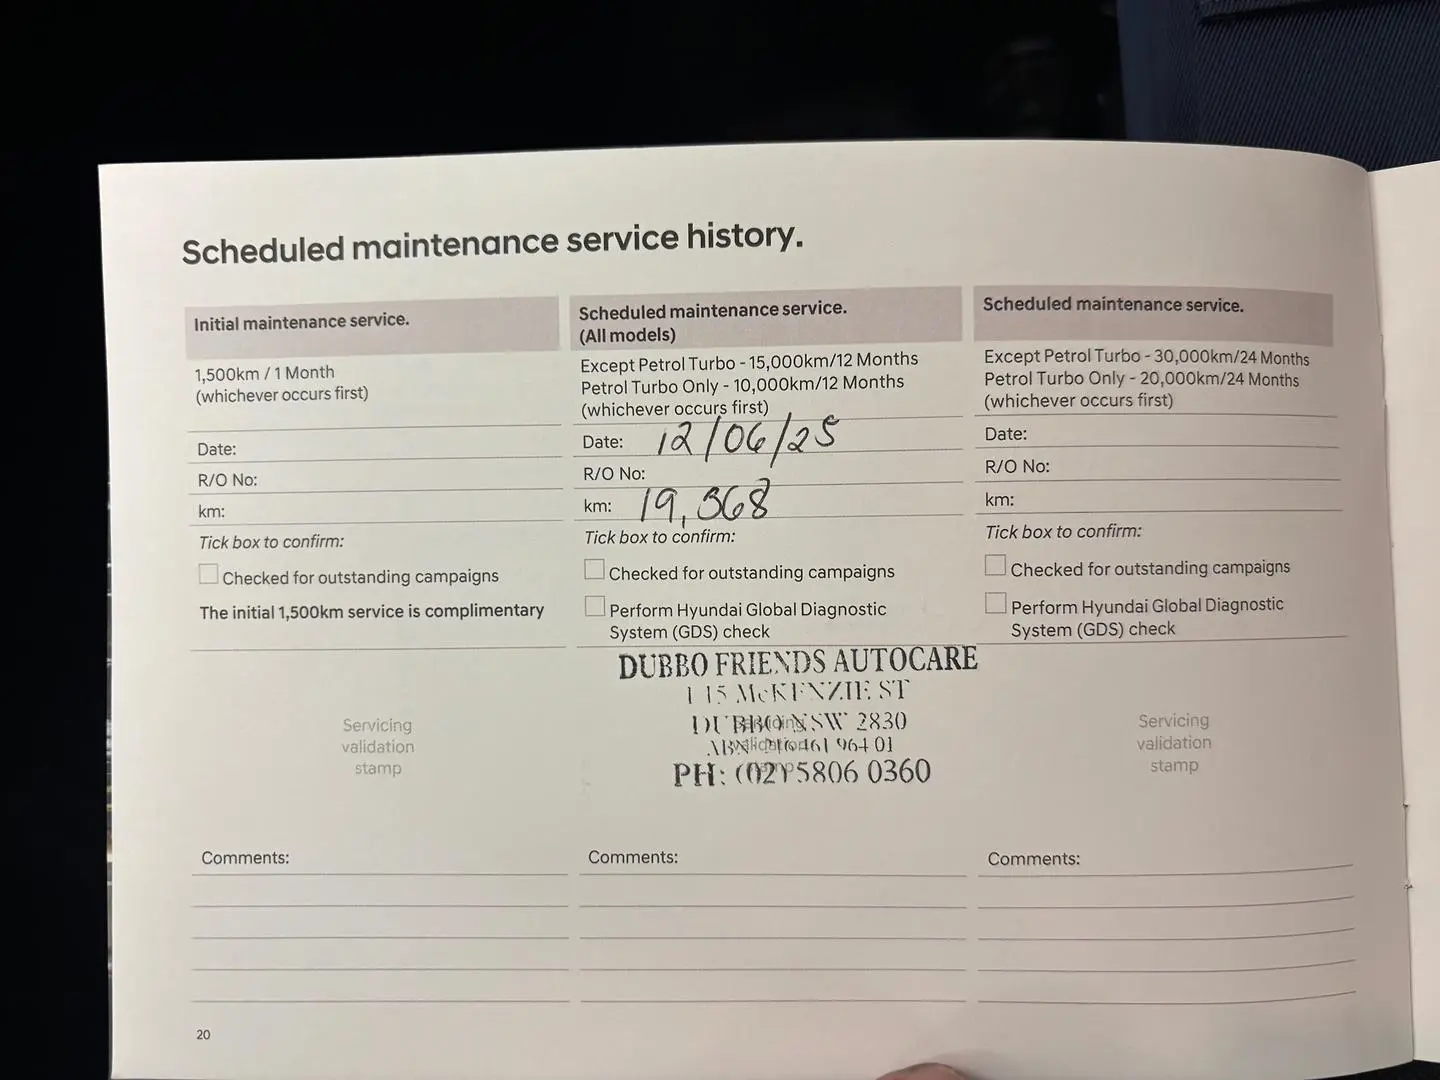 Scheduled maintenance service history.
Initial maintenance service.
1,500km / 1 Month
(whichever occurs first)
Date:
R/O No:
km:
Tick box to confirm:
Checked for outstanding campaigns
The initial 1,500km service is complimentary
Servicing
validation
stamp
Comments:
Scheduled maintenance service.
(All models)
Except Petrol Turbo - 15,000km/12 Months
Petrol Turbo Only - 10,000km/12 Months
(whichever occurs first)
Date: 12/06/25
R/O No:
km: 19,368
Tick box to confirm:
Checked for outstanding campaigns
Perform Hyundai Global Diagnostic
System (GDS) check
DUBBO FRIENDS AUTOCARE
McKENZIE ST
DUBBO NSW 2830
ABN 461 964 01
PH: (02) 5806 0360
Comments:
Scheduled maintenance service.
Except Petrol Turbo - 30,000km/24 Months
Petrol Turbo Only - 20,000km/24 Months
(whichever occurs first)
Date:
R/O No:
km:
Tick box to confirm:
Checked for outstanding campaigns
Perform Hyundai Global Diagnostic
System (GDS) check
Servicing
validation
stamp
Comments:
20